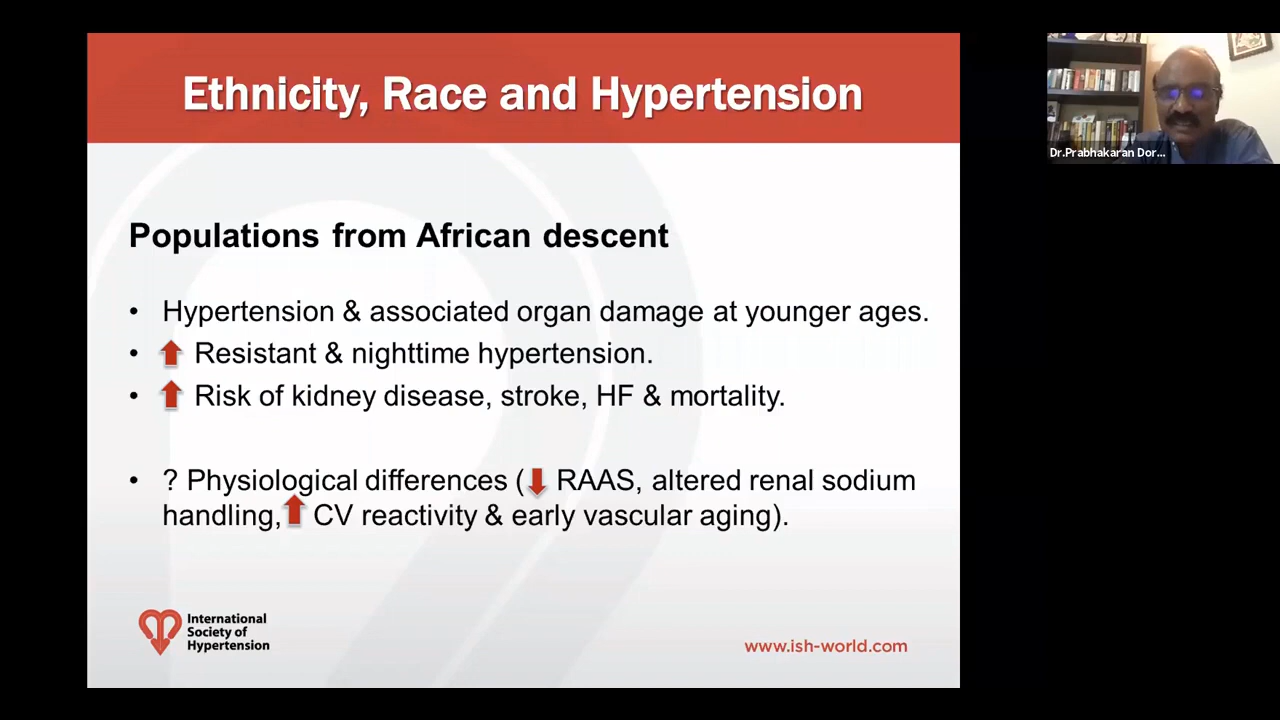 Ethnicity, Race and Hypertension
Populations from African descent
• Hypertension & associated organ damage at younger ages.
• Resistant & nighttime hypertension.
• Risk of kidney disease, stroke, HF & mortality.
• ? Physiological differences ( RAAS, altered renal sodium
handling, CV reactivity & early vascular aging).
International
Society of
Hypertension
www.ish-world.com
Dr.Prabhakaran Dor...